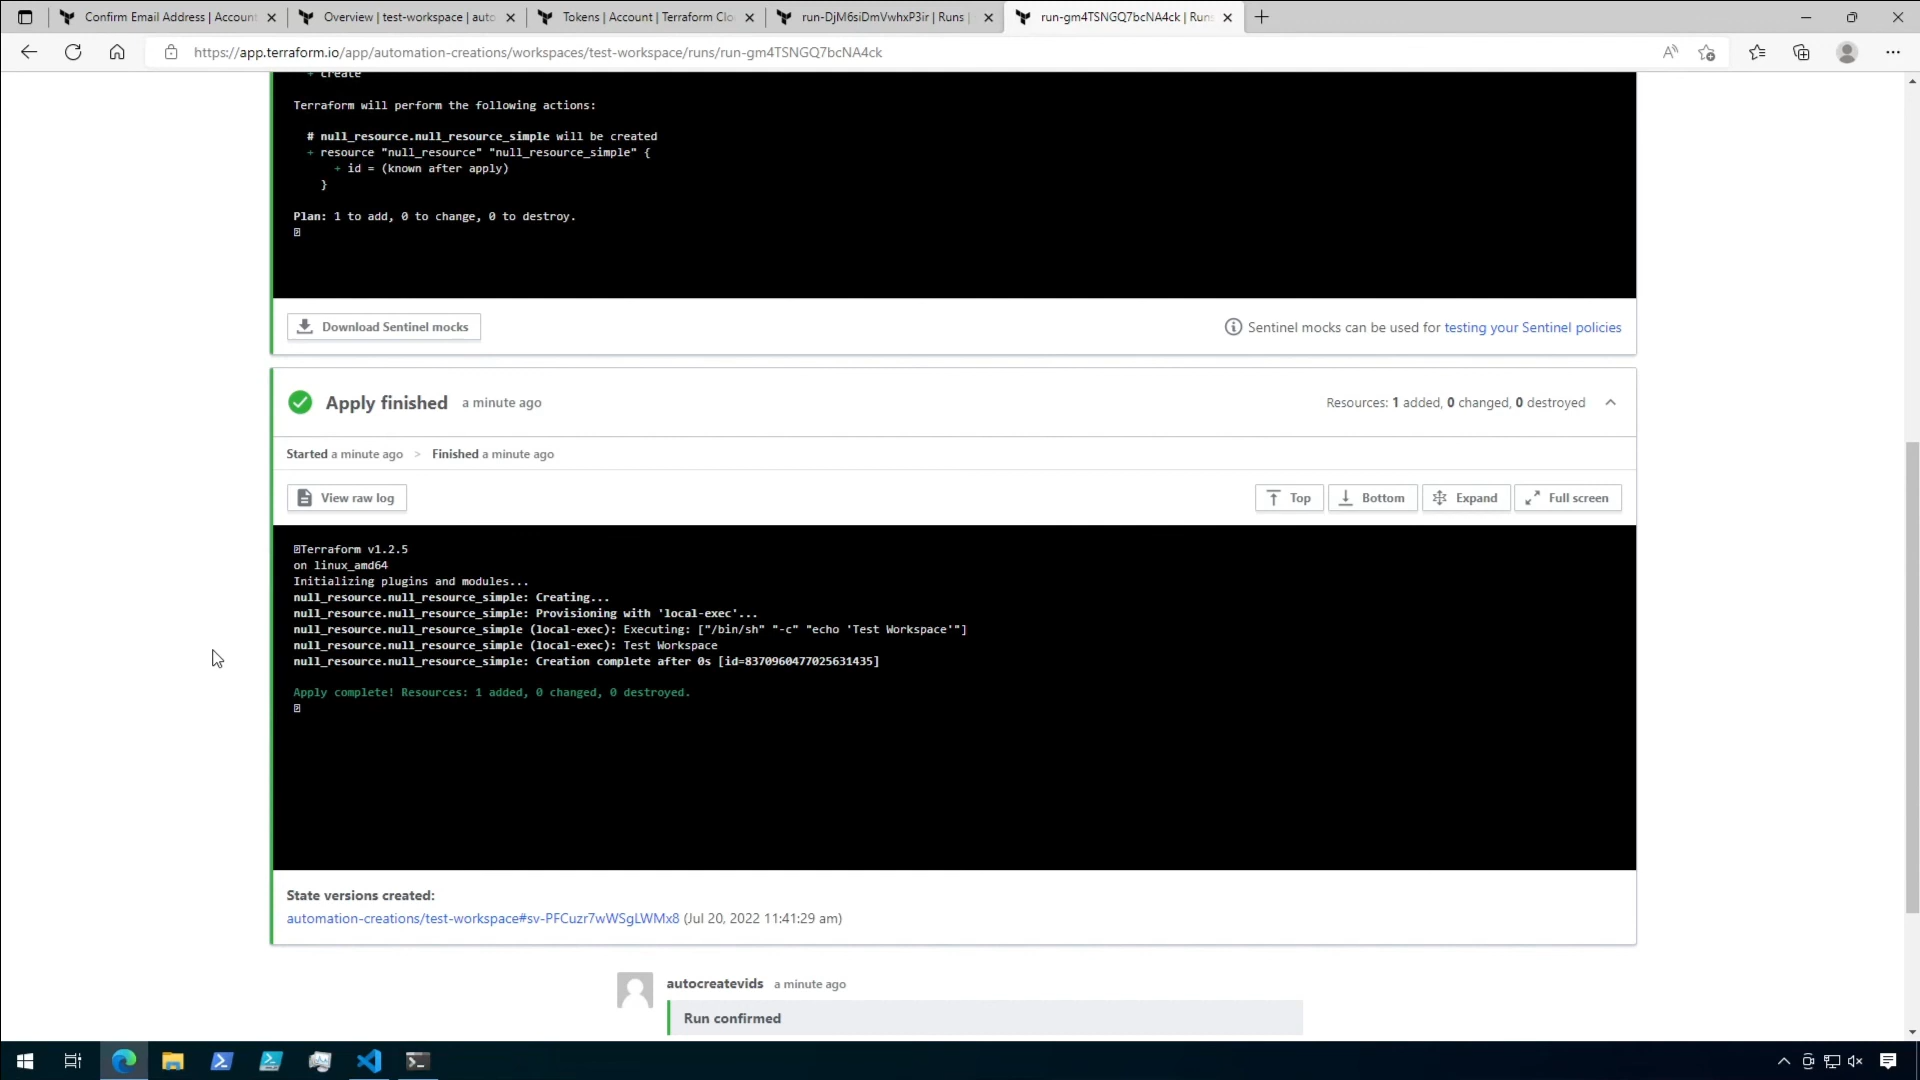 Confirm Email Address | Account
Overview | test-workspace | auto
Tokens | Account | Terraform Clo
run-DjM6siDmVwhxP3ir | Runs |
run-gm4TSNGQ7bcNA4ck | Runs
https://app.terraform.io/app/automation-creations/workspaces/test-workspace/runs/run-gm4TSNGQ7bcNA4ck
+ create
Terraform will perform the following actions:
# null_resource.null_resource_simple will be created
+ resource "null_resource" "null_resource_simple" {
+ id = (known after apply)
}
Plan: 1 to add, 0 to change, 0 to destroy.
Download Sentinel mocks
Sentinel mocks can be used for testing your Sentinel policies
Apply finished a minute ago
Resources: 1 added, 0 changed, 0 destroyed
Started a minute ago > Finished a minute ago
View raw log
Top
Bottom
Expand
Full screen
Terraform v1.2.5
on linux_amd64
Initializing plugins and modules...
null_resource.null_resource_simple: Creating...
null_resource.null_resource_simple: Provisioning with 'local-exec'...
null_resource.null_resource_simple (local-exec): Executing: ["/bin/sh" "-c" "echo 'Test Workspace'"]
null_resource.null_resource_simple (local-exec): Test Workspace
null_resource.null_resource_simple: Creation complete after 0s [id=8370960477025631435]
Apply complete! Resources: 1 added, 0 changed, 0 destroyed.
State versions created:
automation-creations/test-workspace#sv-PFCuzr7wWSgLWMx8 (Jul 20, 2022 11:41:29 am)
autocreatevids a minute ago
Run confirmed